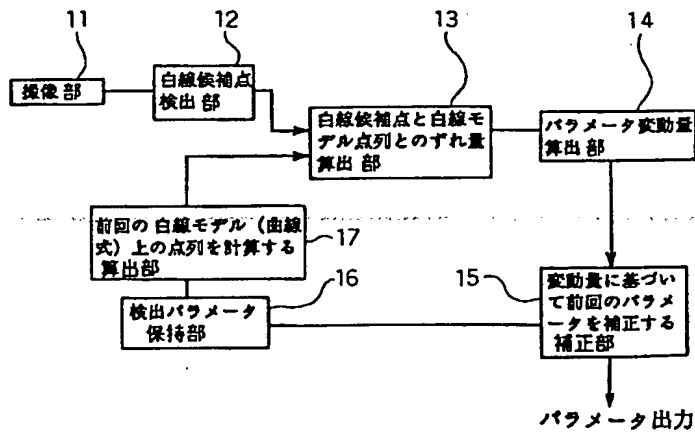 11
撮像部
12
白線候補点
検出部
13
白線候補点と白線モ
デル点列とのずれ量
算出部
14
パラメータ変動量
算出部
前回の白線モデル（曲線
式）上の点列を計算する
算出部
17
16
検出パラメータ
保持部
15
変動量に基づい
て前回のパラメ
ータを補正する
補正部
パラメータ出力